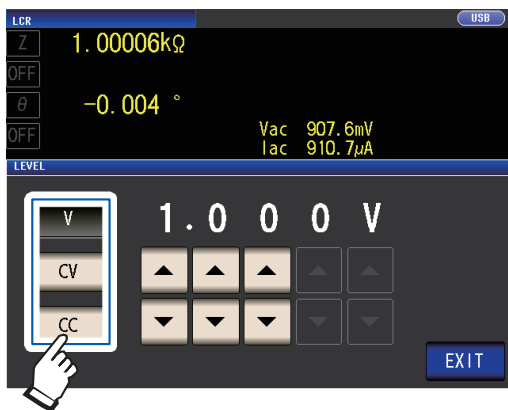 LCR USB
Z 1.00006kΩ
OFF
θ -0.004 °
OFF
Vac 907.6mV
Iac 910.7μA
LEVEL
V
1.000V
CV
CC
EXIT